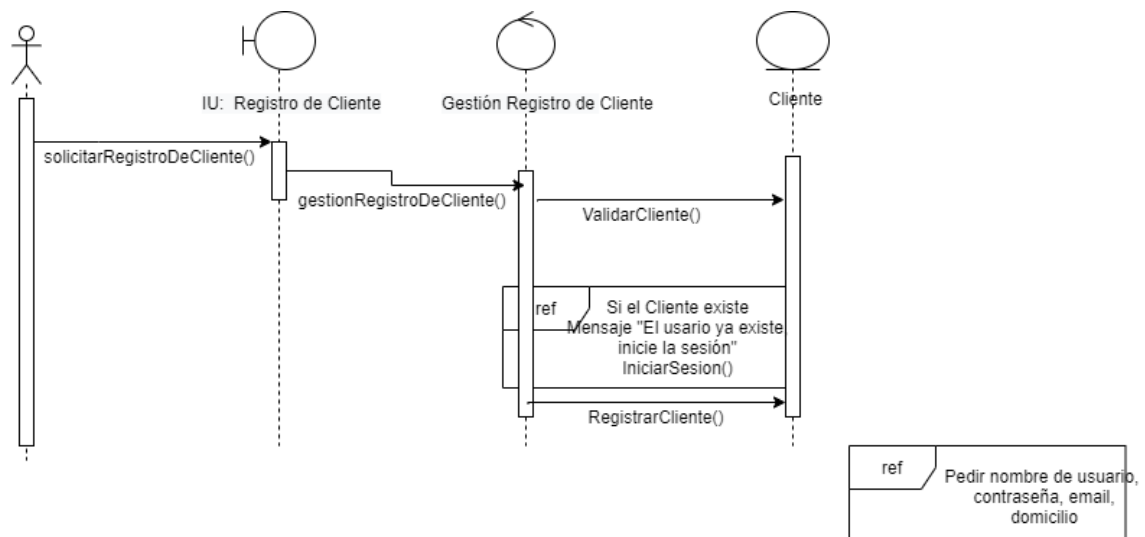 IU:  Registro de Cliente
Gestión Registro de Cliente
Cliente
solicitarRegistroDeCliente()
gestionRegistroDeCliente()
ValidarCliente()
ref
Si el Cliente existe
Mensaje "El usario ya existe,
inicie la sesión"
IniciarSesion()
RegistrarCliente()
ref
Pedir nombre de usuario,
contraseña, email,
domicilio